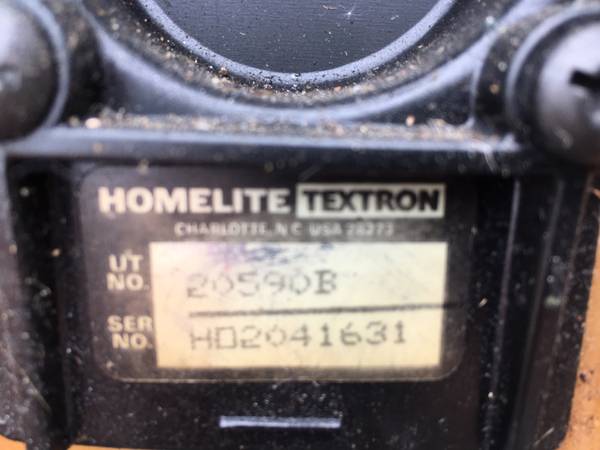 HOMELITE TEXTRON
CHARLOTTE, N.C. USA 28273
UT NO. 20590B
SER NO. HD2041631